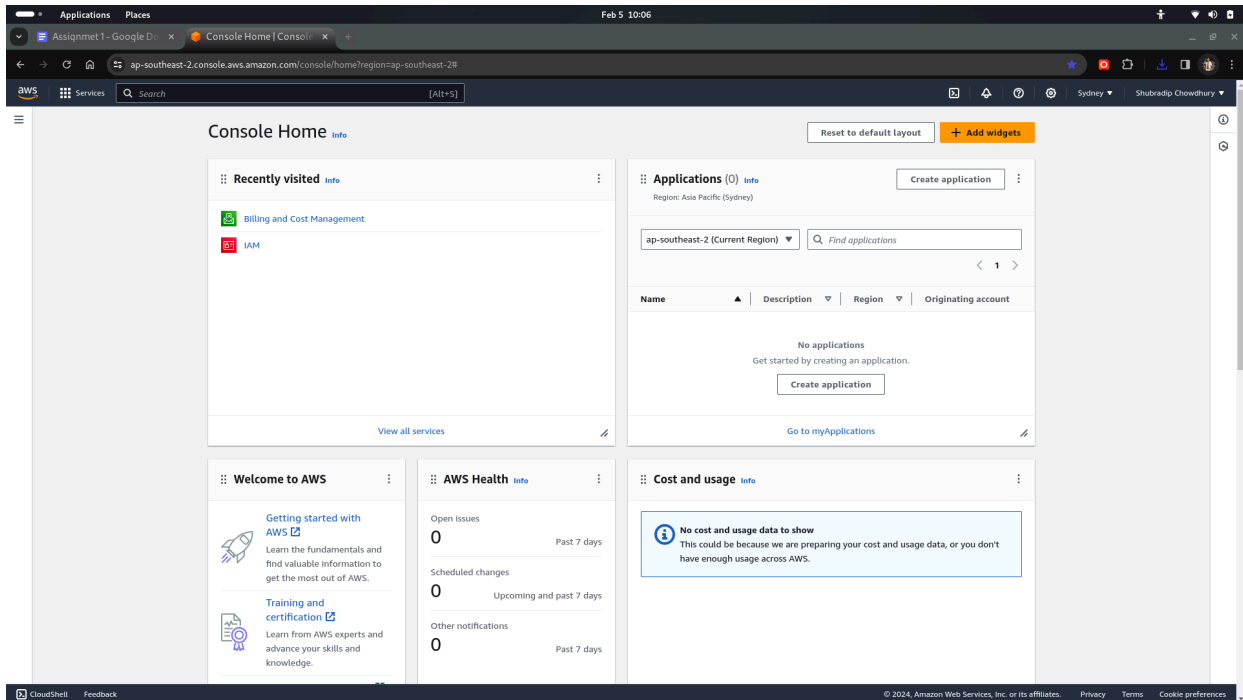 Applications Places Feb 5 10:06
Assignmet 1 - Google Do × Console Home | Console × +
ap-southeast-2.console.aws.amazon.com/console/home?region=ap-southeast-2#
aws Services Search [Alt+S] Sydney ▼ Shubradip Chowdhury ▼
Console Home Info
Reset to default layout
+ Add widgets
Recently visited Info
Billing and Cost Management
IAM
View all services
Applications (0) Info
Region: Asia Pacific (Sydney)
Create application
ap-southeast-2 (Current Region) ▼
Find applications
< 1 >
Name Description Region Originating account
No applications
Get started by creating an application.
Create application
Go to myApplications
Welcome to AWS
Getting started with
AWS
Learn the fundamentals and
find valuable information to
get the most out of AWS.
Training and
certification
Learn from AWS experts and
advance your skills and
knowledge.
AWS Health Info
Open issues
0 Past 7 days
Scheduled changes
0 Upcoming and past 7 days
Other notifications
0 Past 7 days
Cost and usage Info
No cost and usage data to show
This could be because we are preparing your cost and usage data, or you don't
have enough usage across AWS.
CloudShell Feedback © 2024, Amazon Web Services, Inc. or its affiliates. Privacy Terms Cookie preferences